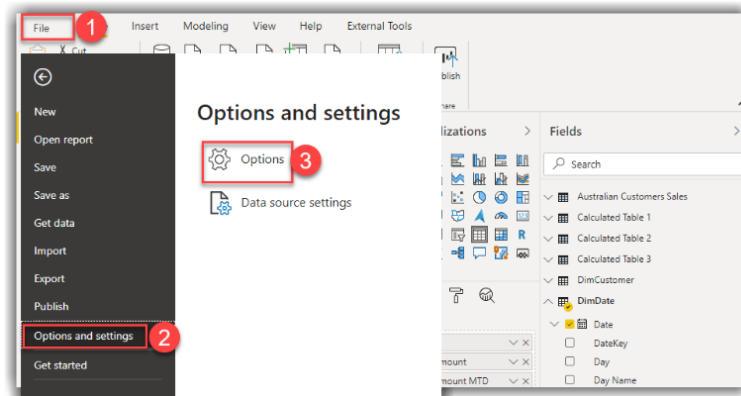 File
1
Insert
Modeling
View
Help
External Tools
Cut
blish
hare
New
Open report
Save
Save as
Get data
Import
Export
Publish
Options and settings
2
Get started
Options and settings
Options
3
Data source settings
lizations
R
mount
mount MTD
Fields
Search
Australian Customers Sales
Calculated Table 1
Calculated Table 2
Calculated Table 3
DimCustomer
DimDate
Date
DateKey
Day
Day Name